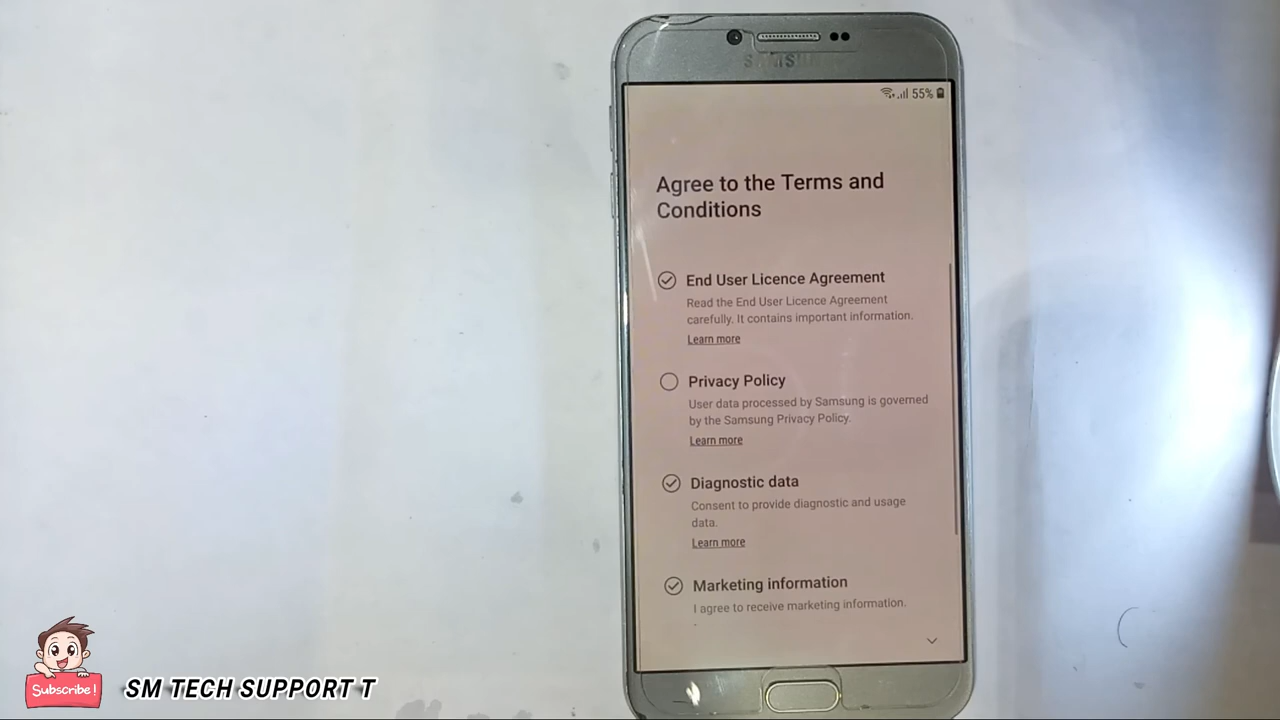 SAMSUNG
55%
Agree to the Terms and
Conditions
End User Licence Agreement
Read the End User Licence Agreement
carefully. It contains important information.
Learn more
Privacy Policy
User data processed by Samsung is governed
by the Samsung Privacy Policy.
Learn more
Diagnostic data
Consent to provide diagnostic and usage
data.
Learn more
Marketing information
I agree to receive marketing information.
Subscribe!
SM TECH SUPPORT T